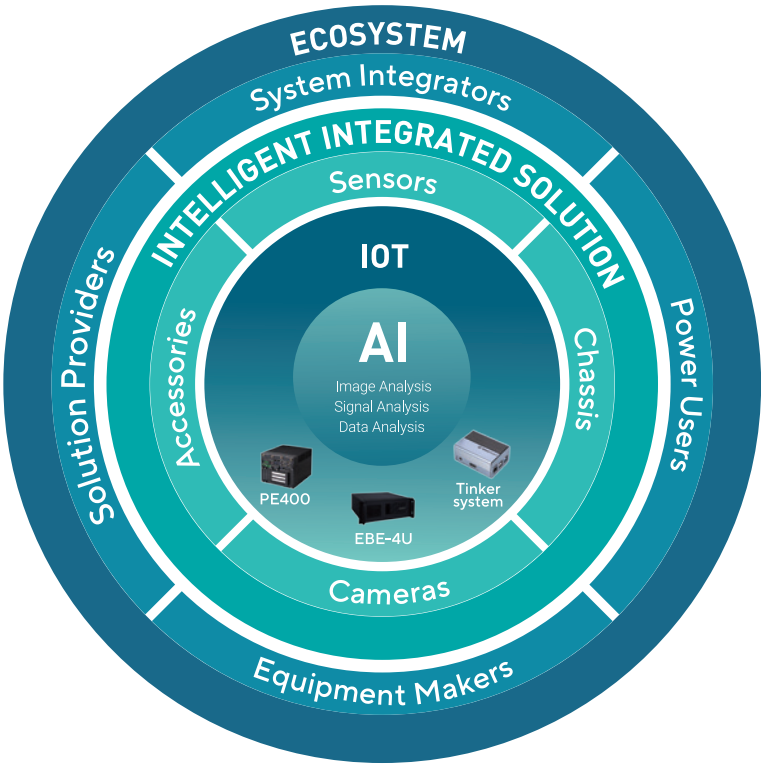 ECOSYSTEM
System Integrators
INTELLIGENT INTEGRATED SOLUTION
Sensors
IOT
AI
Image Analysis
Signal Analysis
Data Analysis
Solution Providers
Accessories
Chassis
Power Users
PE400
EBE-4U
Tinker
system
Cameras
Equipment Makers